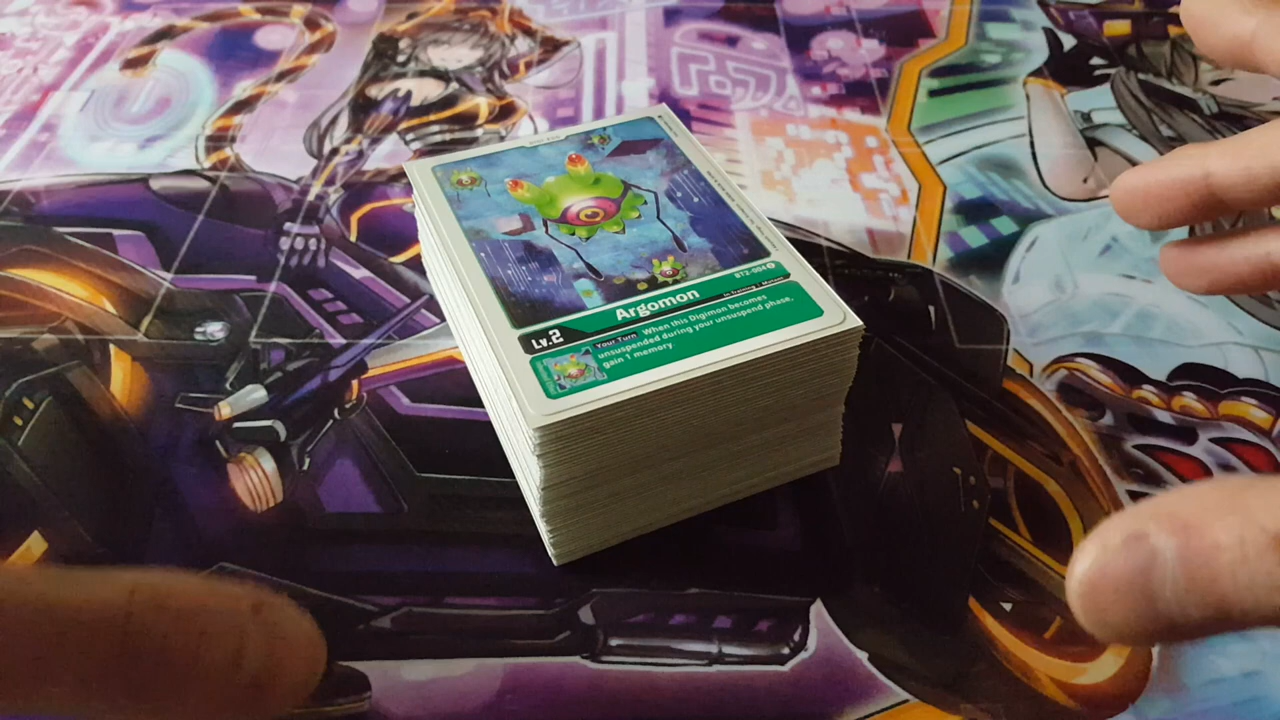 BT2-004
Argomon
In-Training | Mutant
Lv.2
Your Turn When this Digimon becomes
unsuspended during your unsuspend phase,
gain 1 memory.